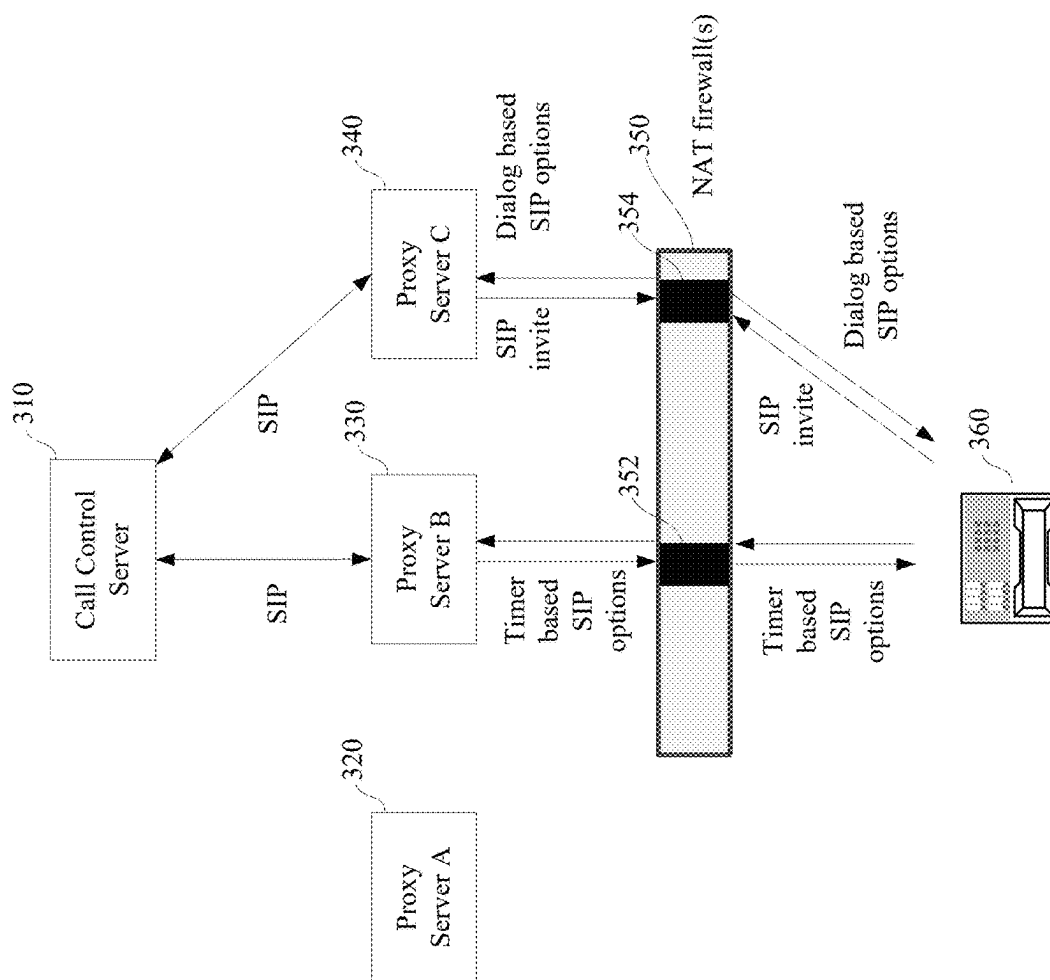 310
Call Control
Server
SIP
SIP
320
330
340
Proxy
Server A
Proxy
Server B
Proxy
Server C
Timer
based
SIP
options
SIP
invite
Dialog based
SIP options
352
354
350
NAT firewall(s)
Timer
based
SIP
options
SIP
invite
Dialog based
SIP options
360